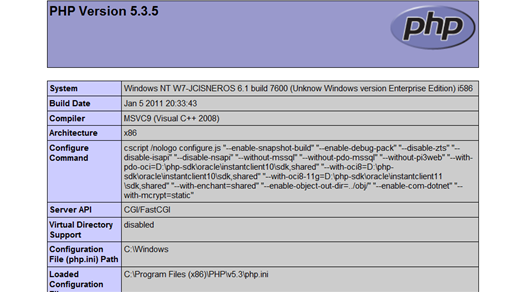 PHP Version 5.3.5
php
System
Windows NT W7-JCISNEROS 6.1 build 7600 (Unknow Windows version Enterprise Edition) i586
Build Date
Jan 5 2011 20:33:43
Compiler
MSVC9 (Visual C++ 2008)
Architecture
x86
Configure
Command
cscript /nologo configure.js "--enable-snapshot-build" "--enable-debug-pack" "--disable-zts" "--
disable-isapi" "--disable-nsapi" "--without-mssql" "--without-pdo-mssql" "--without-pi3web" "--with-
pdo-oci=D:\php-sdk\oracle\instantclient10\sdk,shared" "--with-oci8=D:\php-
sdk\oracle\instantclient10\sdk,shared" "--with-oci8-11g=D:\php-sdk\oracle\instantclient11
\sdk,shared" "--with-enchant=shared" "--enable-object-out-dir=../obj/" "--enable-com-dotnet" "--
with-mcrypt=static"
Server API
CGI/FastCGI
Virtual Directory
Support
disabled
Configuration
File (php.ini) Path
C:\Windows
Loaded
Configuration
C:\Program Files (x86)\PHP\v5.3\php.ini